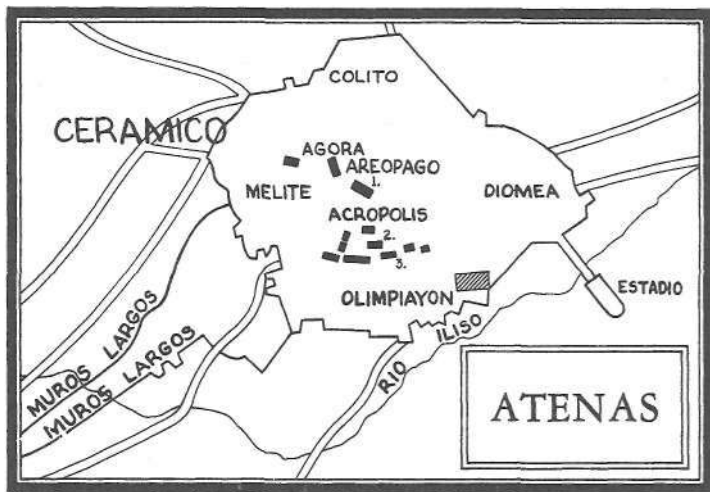 COLITO
CERAMICO
AGORA
AREOPAGO
1.
MELITE
DIOMEA
ACROPOLIS
2.
3.
OLIMPIAYON
ESTADIO
RIO ILISO
MUROS LARGOS
MUROS LARGOS
ATENAS